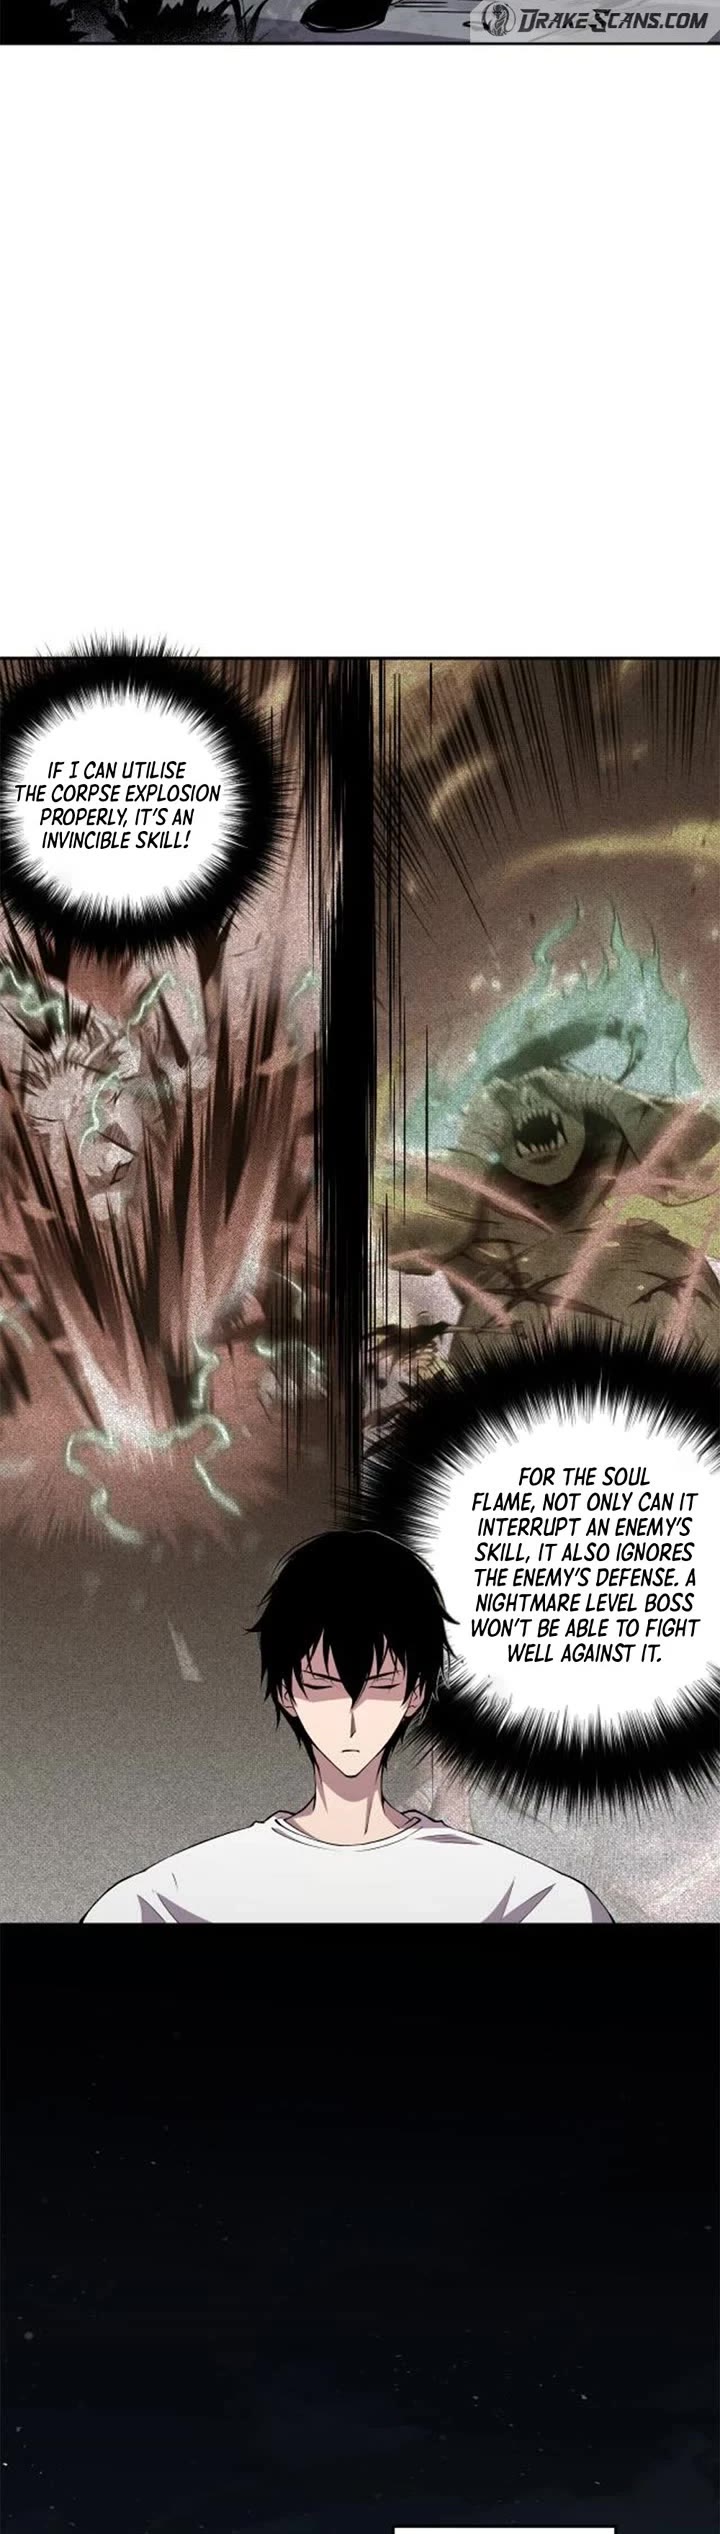 DRAKESCANS.COM
IF I CAN UTILISE
THE CORPSE EXPLOSION
PROPERLY, IT'S AN
INVINCIBLE SKILL!
FOR THE SOUL
FLAME, NOT ONLY CAN IT
INTERRUPT AN ENEMY'S
SKILL, IT ALSO IGNORES
THE ENEMY'S DEFENSE. A
NIGHTMARE LEVEL BOSS
WON'T BE ABLE TO FIGHT
WELL AGAINST IT.